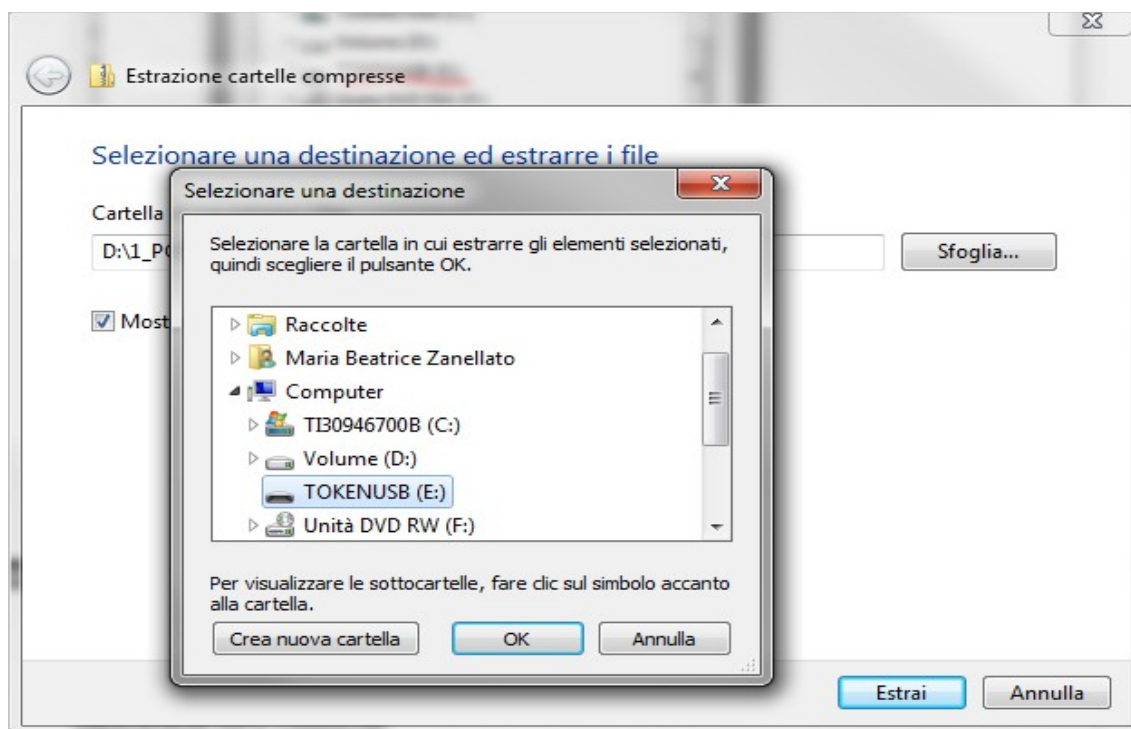 Estrazione cartelle compresse
Selezionare una destinazione ed estrarre i file
Selezionare una destinazione
Cartella
Selezionare la cartella in cui estrarre gli elementi selezionati,
quindi scegliere il pulsante OK.
D:\1_P
Sfoglia...
Most
Raccolte
Maria Beatrice Zanellato
Computer
TI30946700B (C:)
Volume (D:)
TOKENUSB (E:)
Unità DVD RW (F:)
Per visualizzare le sottocartelle, fare clic sul simbolo accanto
alla cartella.
Crea nuova cartella
OK
Annulla
Estrai
Annulla